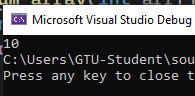 Microsoft Visual Studio Debug
10
C:\Users\GTU-Student\sou
Press any key to close t